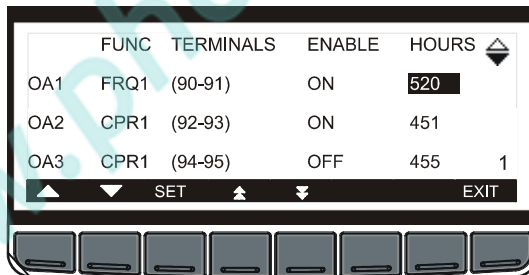 FUNC TERMINALS ENABLE HOURS
OA1 FRQ1 (90-91) ON 520
OA2 CPR1 (92-93) ON 451
OA3 CPR1 (94-95) OFF 455 1
SET EXIT